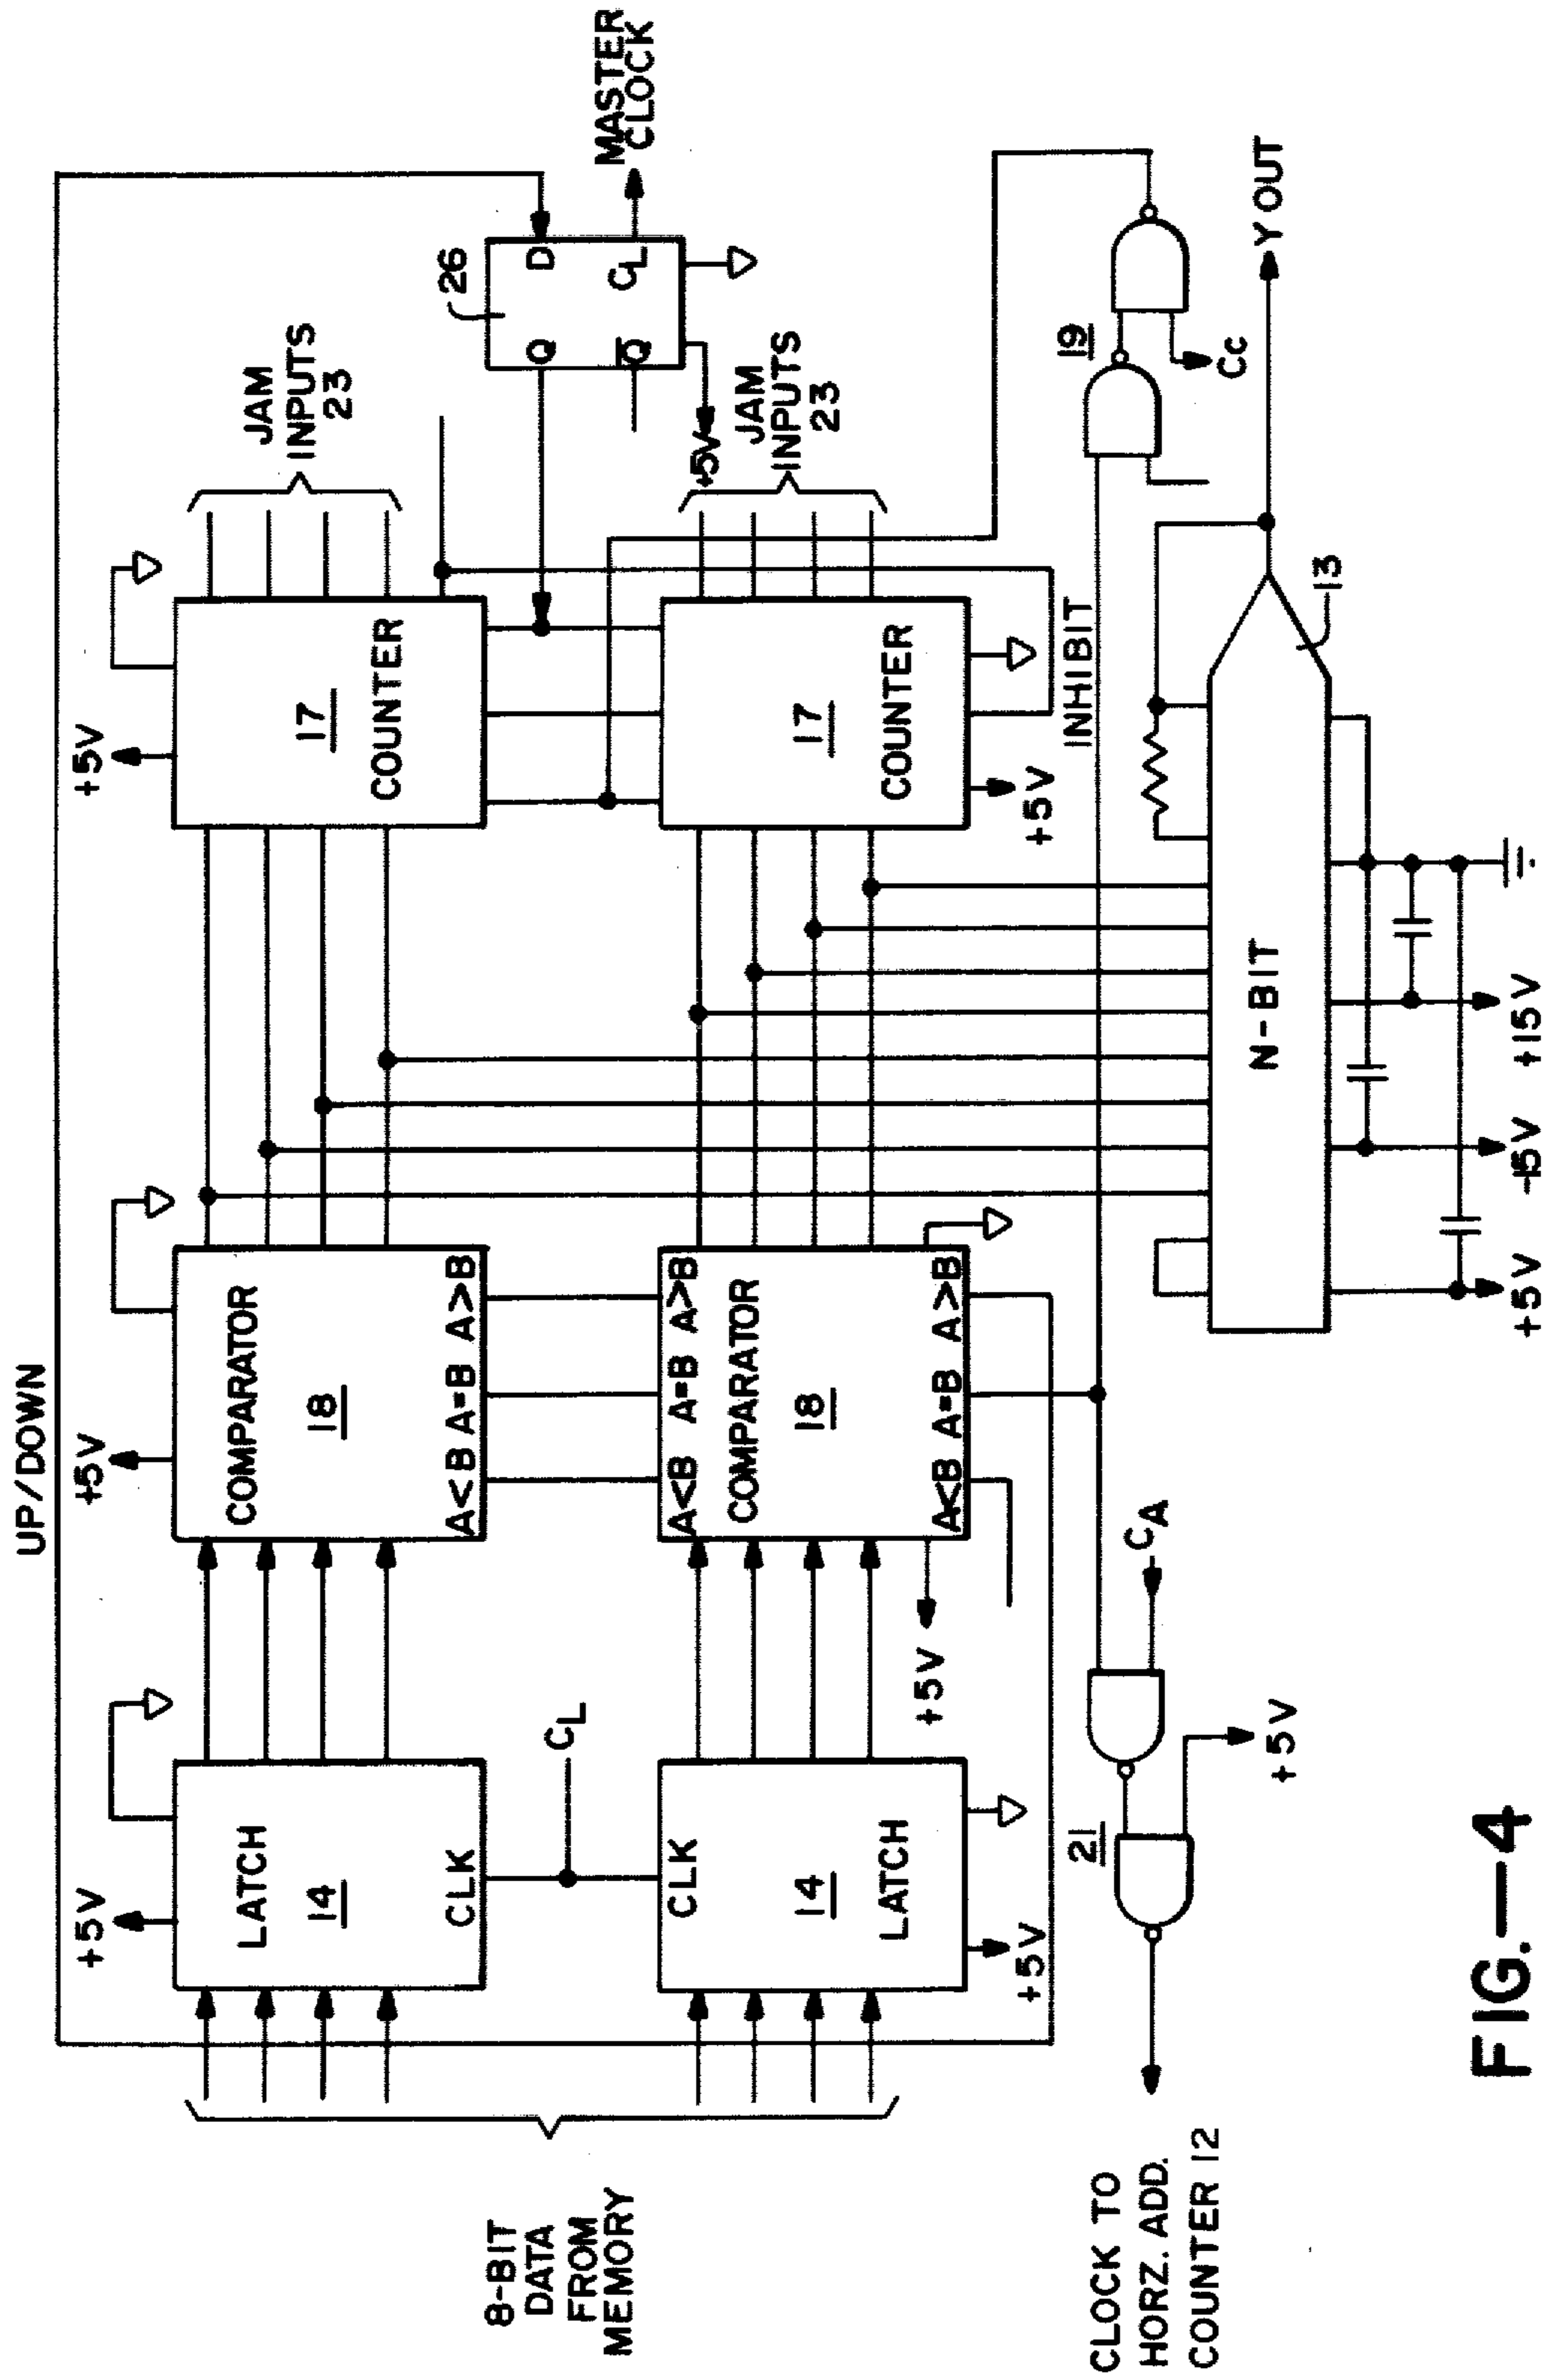 UP/DOWN
+5V
+5V
+5V
8-BIT
DATA
FROM
MEMORY
LATCH
14
CLK
CL
CLK
14
LATCH
+5V
COMPARATOR
18
A<B A=B A>B
A<B A=B A>B
COMPARATOR
18
A<B A=B A>B
+5V
17
COUNTER
17
COUNTER
+5V
JAM
INPUTS
23
JAM
INPUTS
23
26
D
Q
CL
Q̅
+5V
MASTER
CLOCK
CLOCK TO
HORZ. ADD.
COUNTER 12
21
+5V
CA
INHIBIT
19
Cc
N-BIT
13
Y OUT
+5V
-15V
+15V
FIG.—4